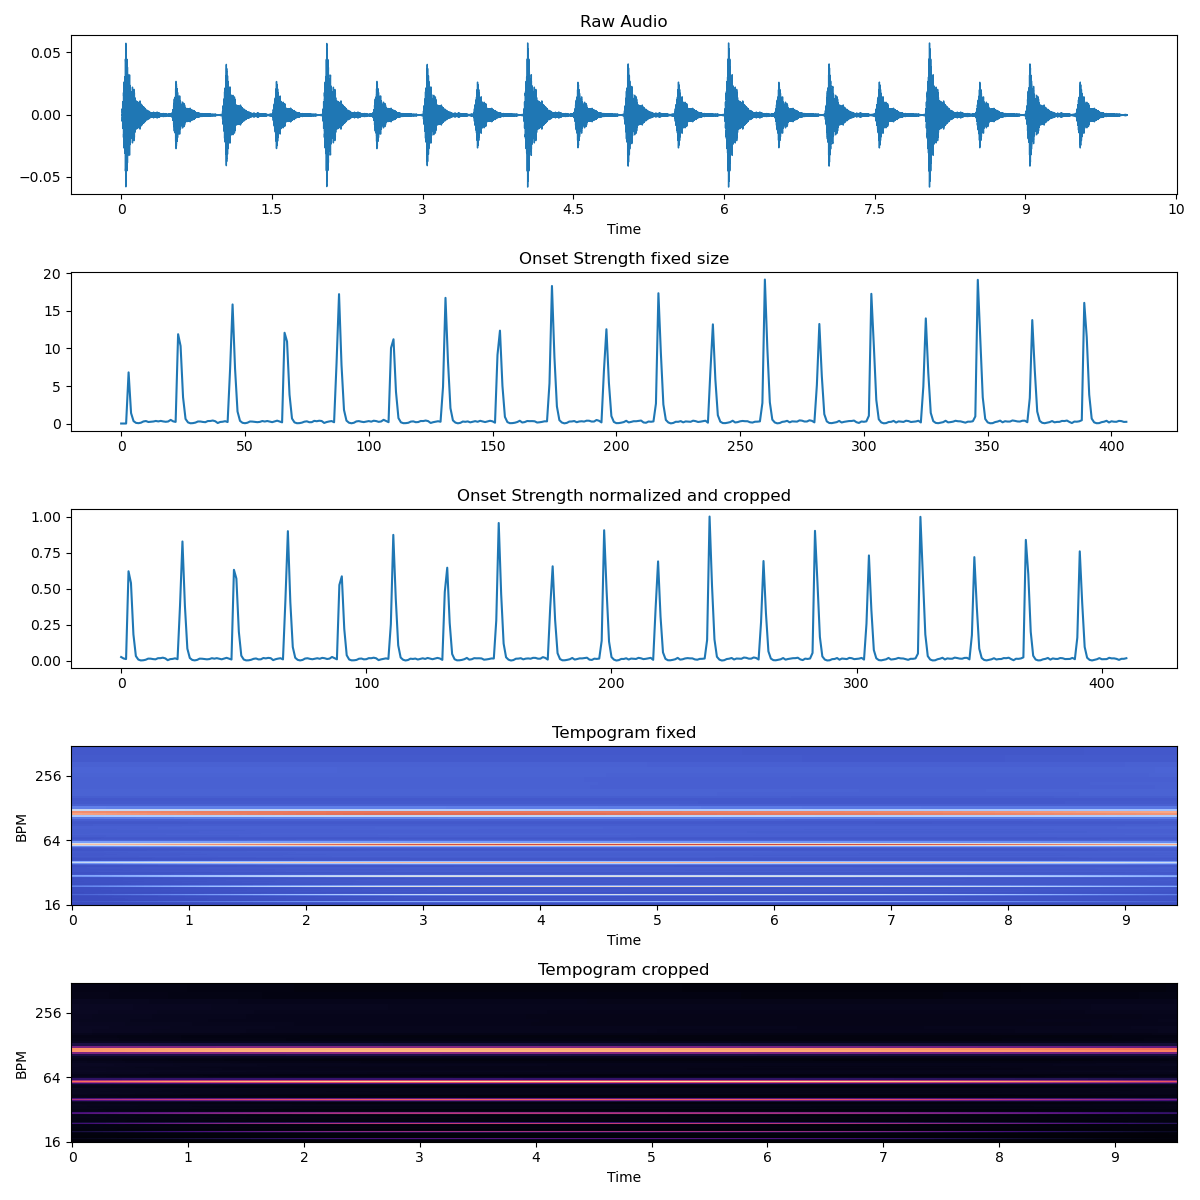 Raw Audio
0.05
0.00
−0.05
0 1.5 3 4.5 6 7.5 9 10
Time
Onset Strength fixed size
20
15
10
5
0
0 50 100 150 200 250 300 350 400
Onset Strength normalized and cropped
1.00
0.75
0.50
0.25
0.00
0 100 200 300 400
Tempogram fixed
256
64
16
BPM
0 1 2 3 4 5 6 7 8 9
Time
Tempogram cropped
256
64
16
BPM
0 1 2 3 4 5 6 7 8 9
Time